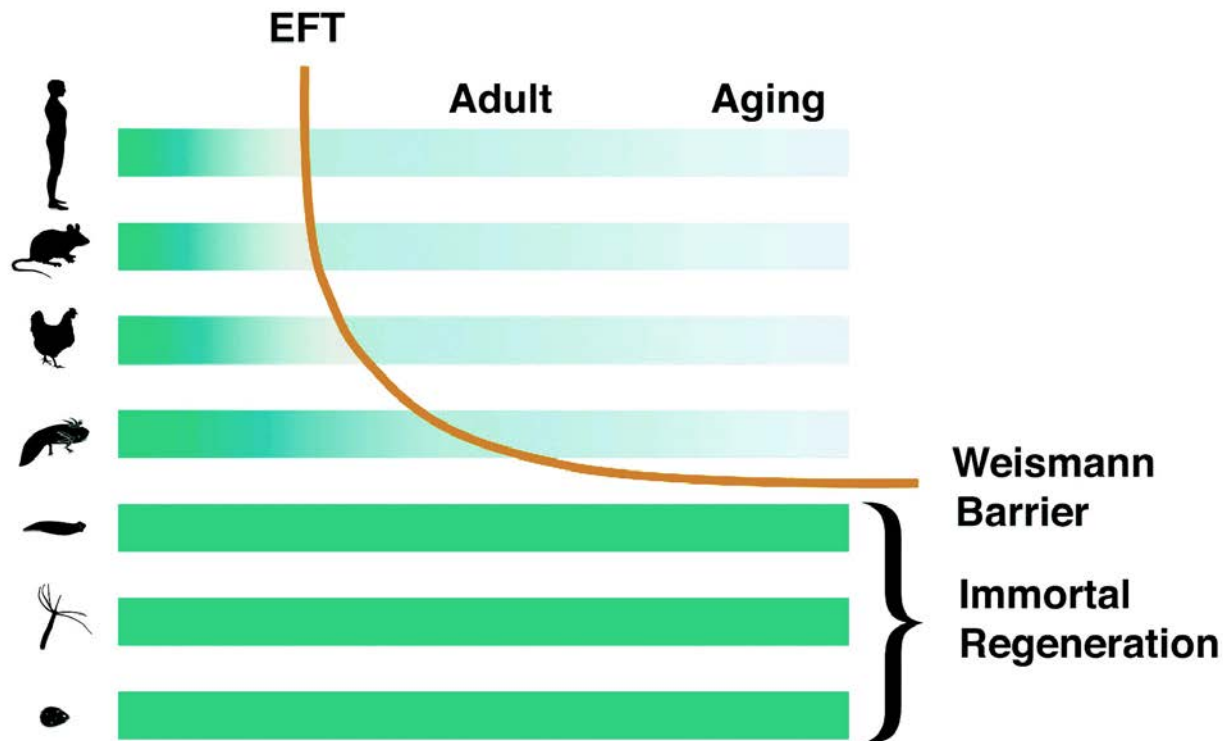 EFT
Adult
Aging
Weismann
Barrier
Immortal
Regeneration